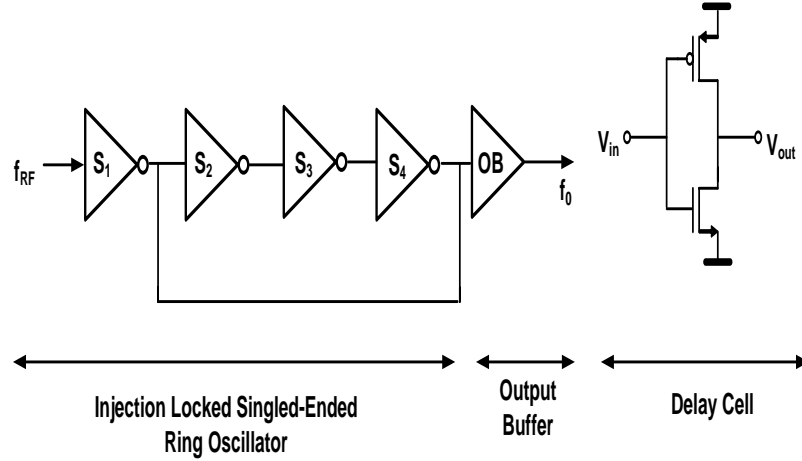 f_RF
S_1
S_2
S_3
S_4
OB
f_0
V_in
V_out
Injection Locked Singled-Ended
Ring Oscillator
Output
Buffer
Delay Cell